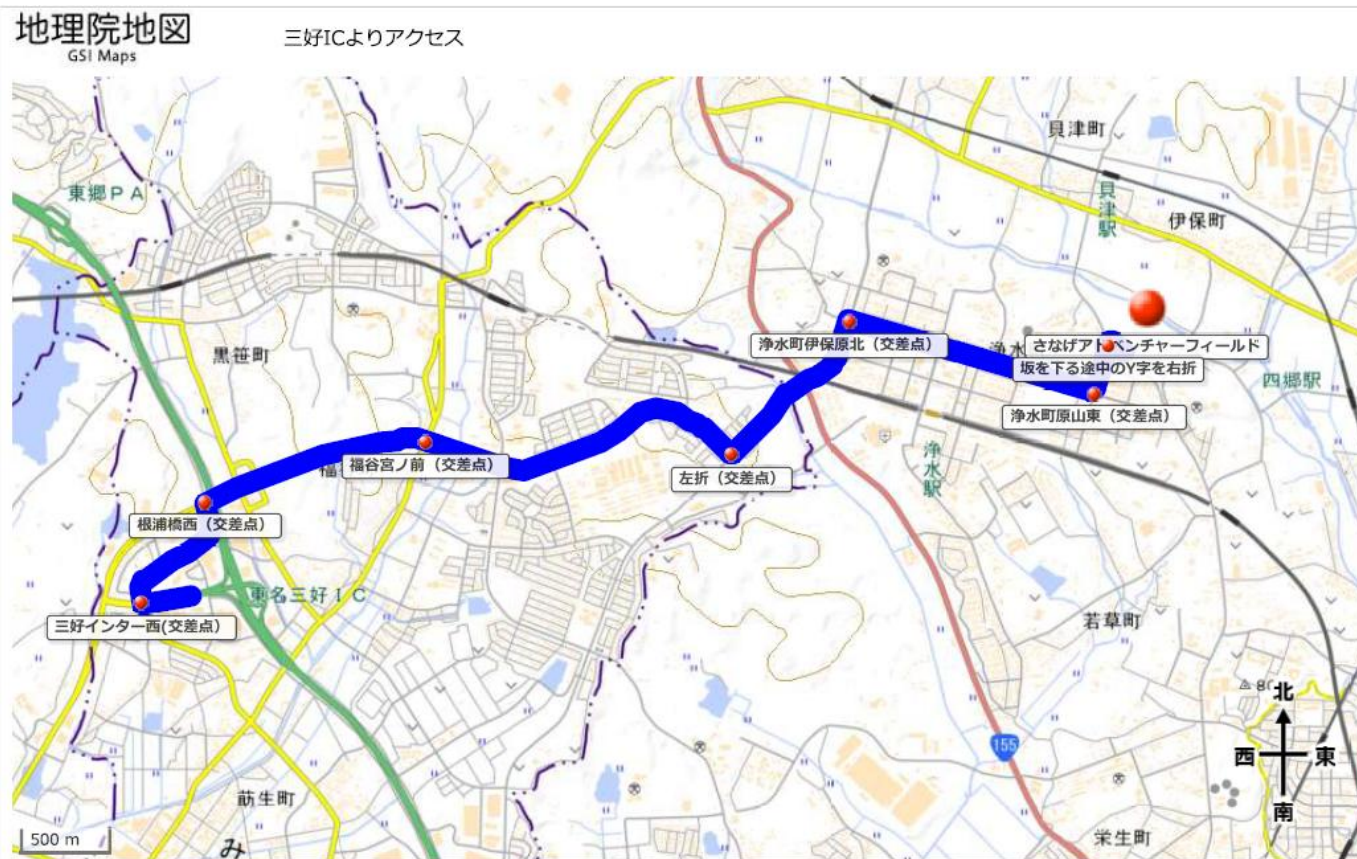 地理院地図
GSI Maps
三好ICよりアクセス
東郷PA
貝津町
貝津駅
伊保町
黒笹町
浄水町伊保原北（交差点）
さなげアドベンチャーフィールド
坂を下る途中のY字を右折
四郷駅
浄水町原山東（交差点）
福谷宮ノ前（交差点）
左折（交差点）
浄水駅
根浦橋西（交差点）
東名三好IC
三好インター西(交差点）
若草町
155
北
西
東
南
莇生町
み
栄生町
500 m